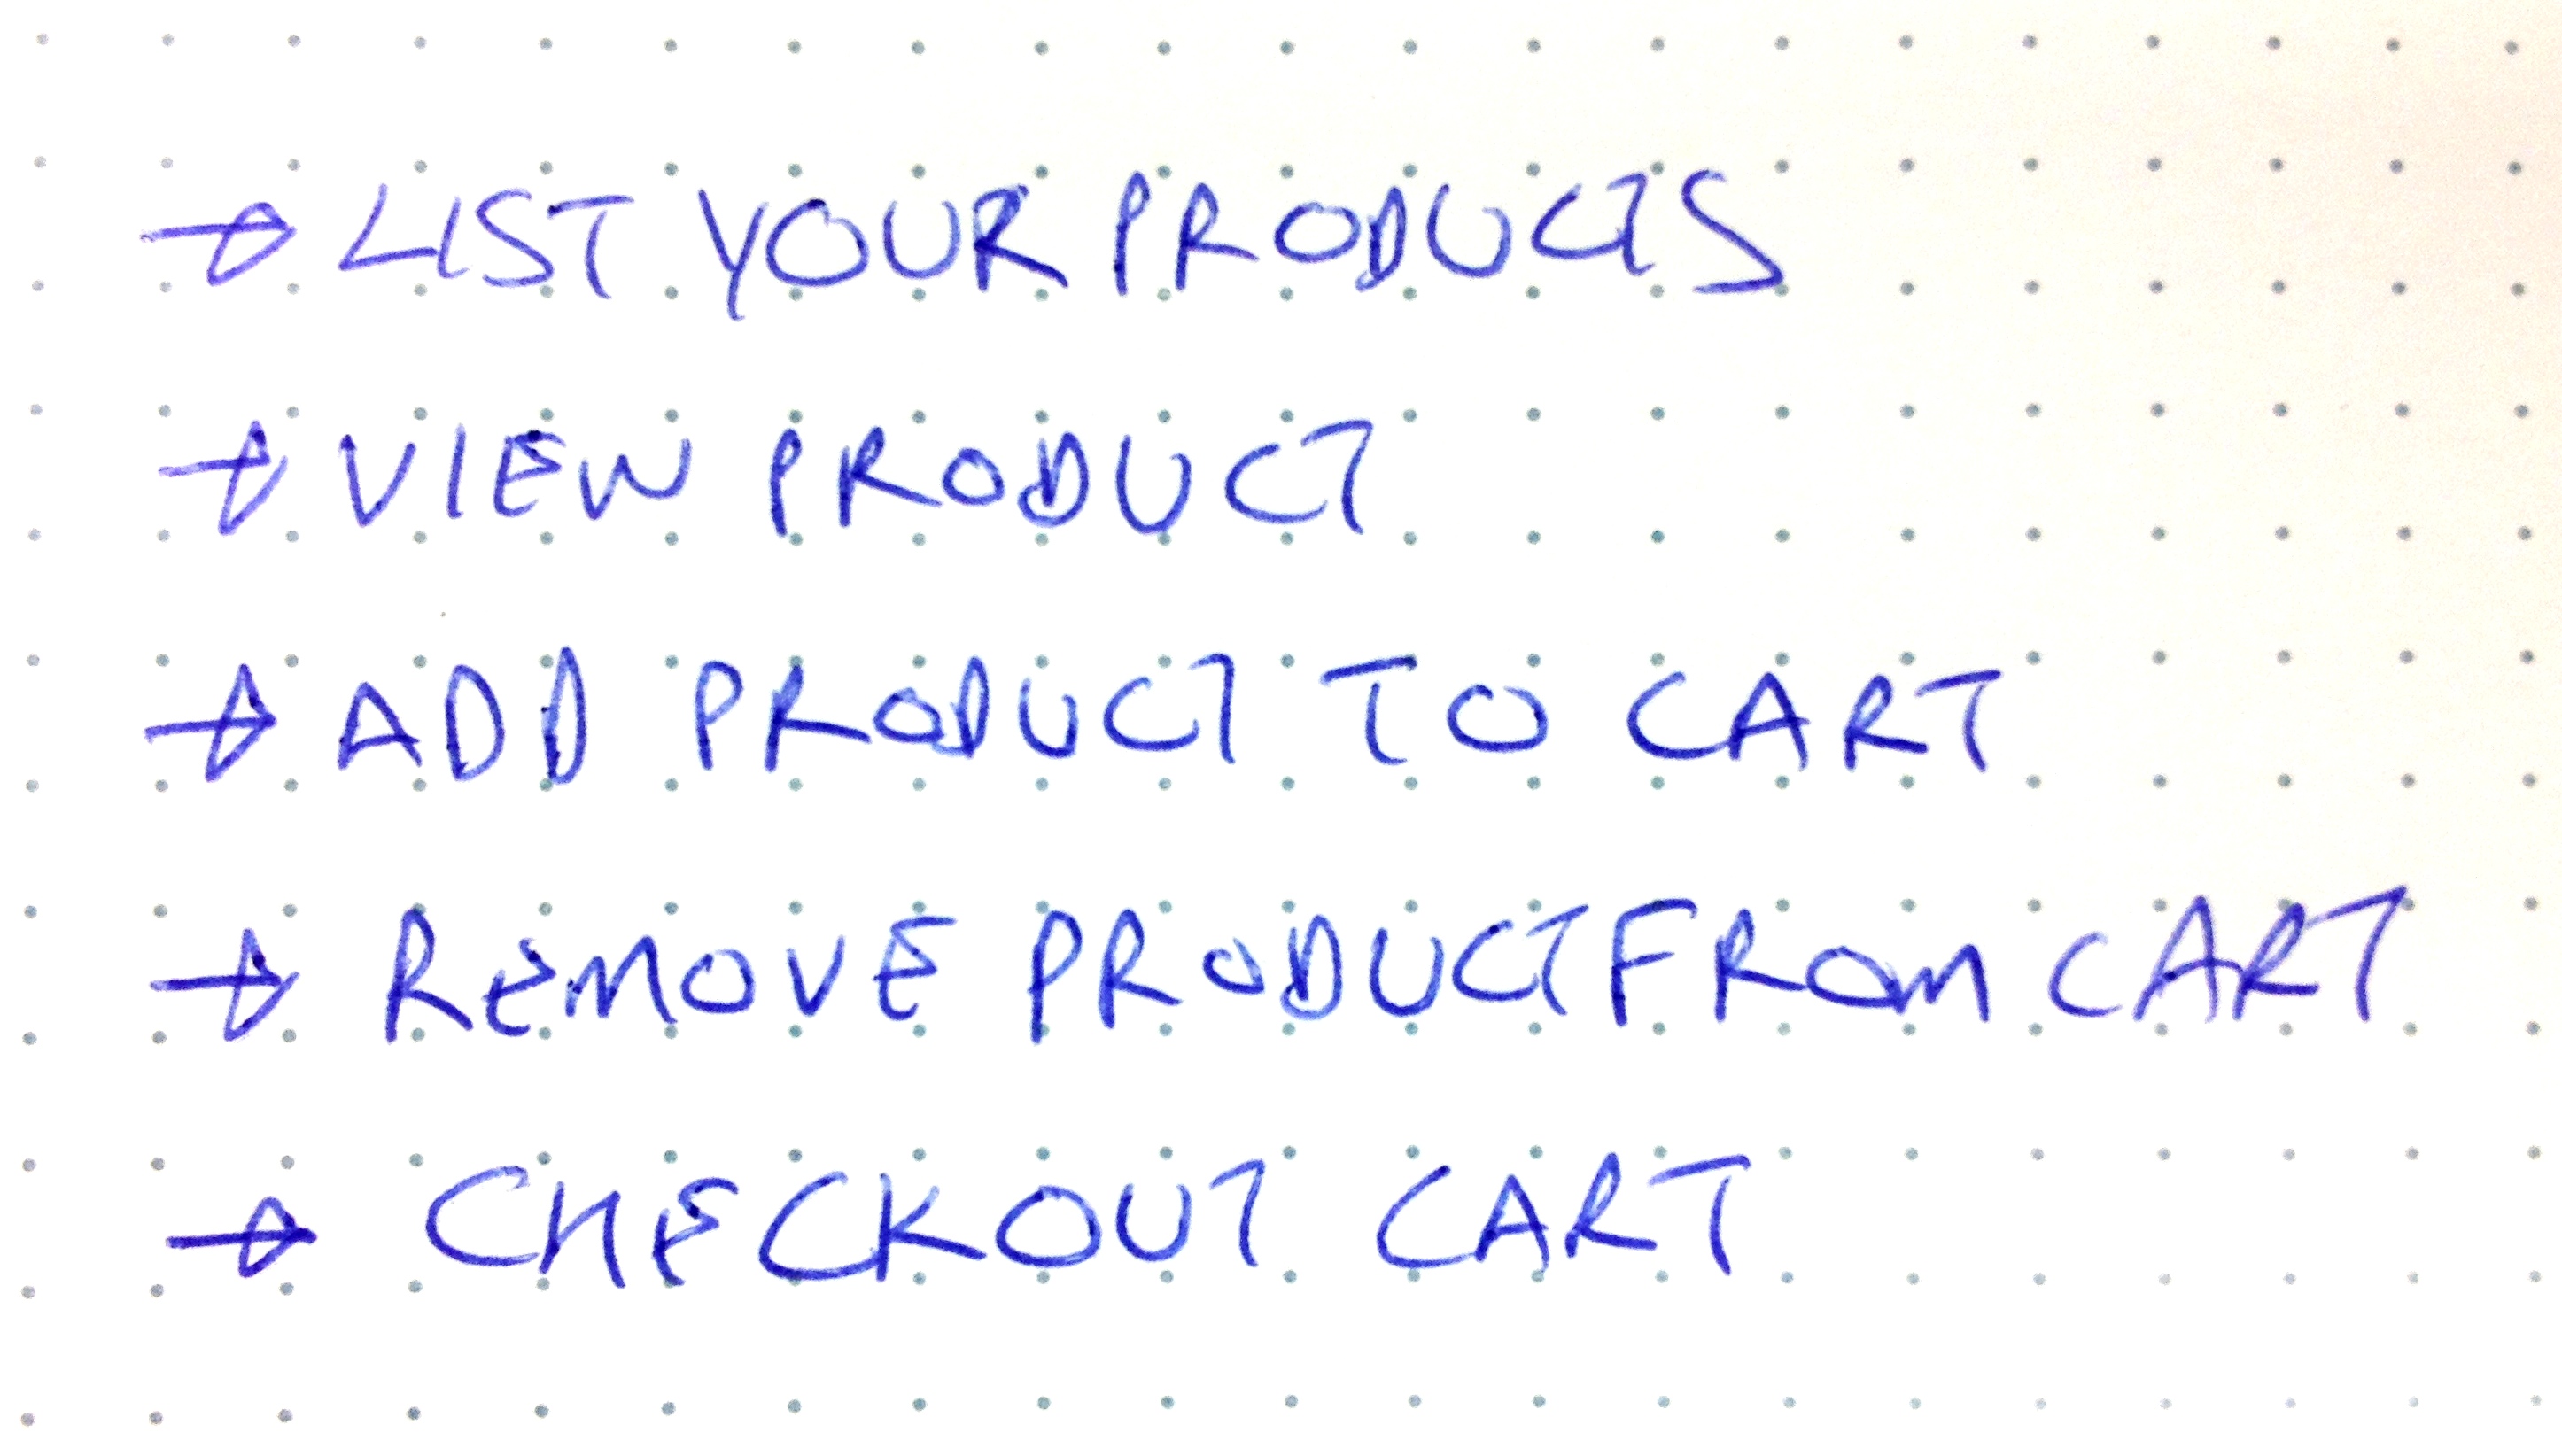 → LIST YOUR PRODUCTS
→ VIEW PRODUCT
→ ADD PRODUCT TO CART
→ REMOVE PRODUCT FROM CART
→ CHECKOUT CART